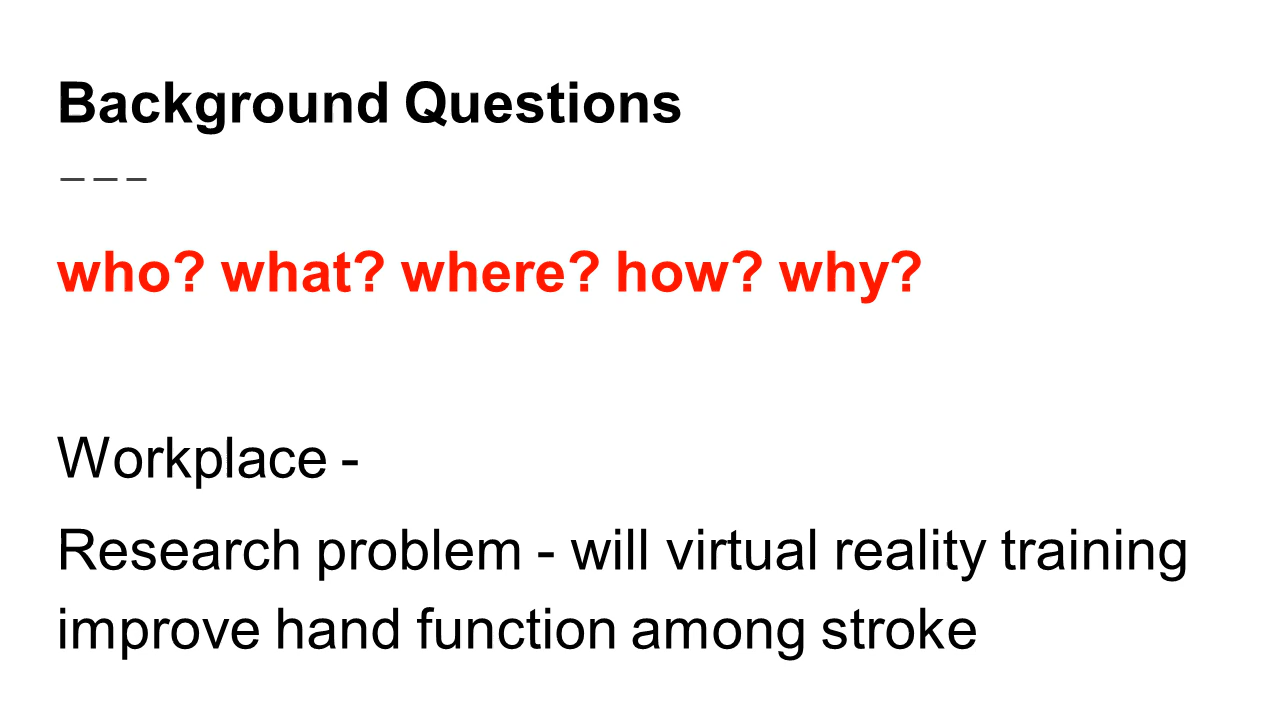 Background Questions
who? what? where? how? why?
Workplace -
Research problem - will virtual reality training
improve hand function among stroke